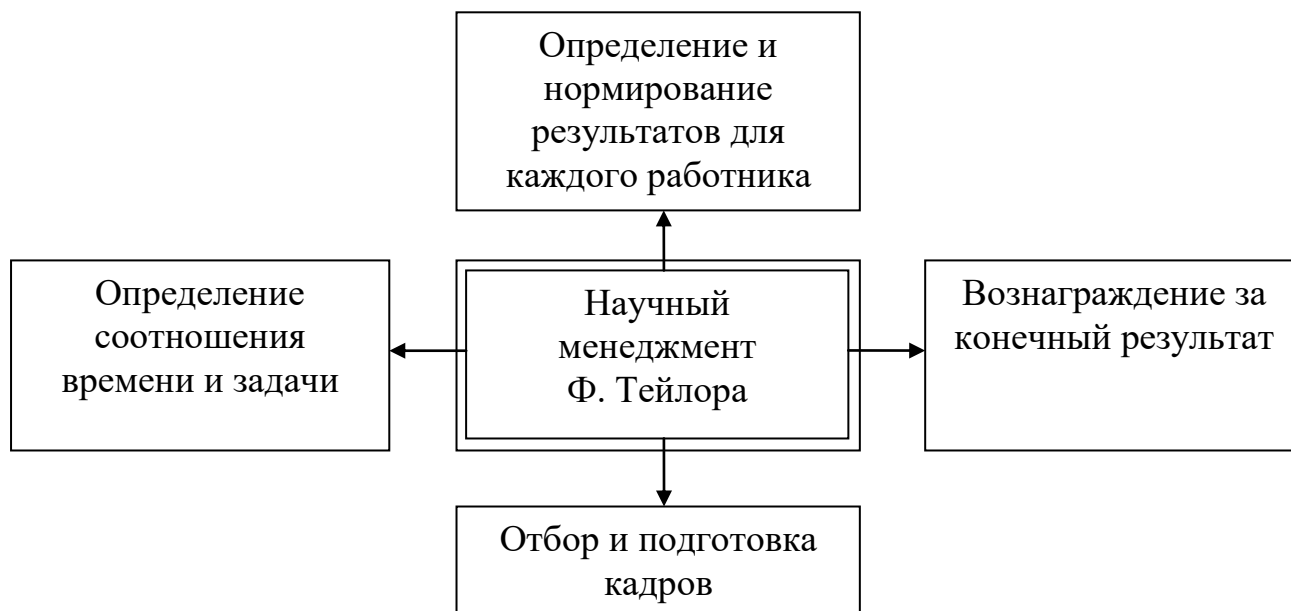 Определение и
нормирование
результатов для
каждого работника
Определение
соотношения
времени и задачи
Научный
менеджмент
Ф. Тейлора
Вознаграждение за
конечный результат
Отбор и подготовка
кадров